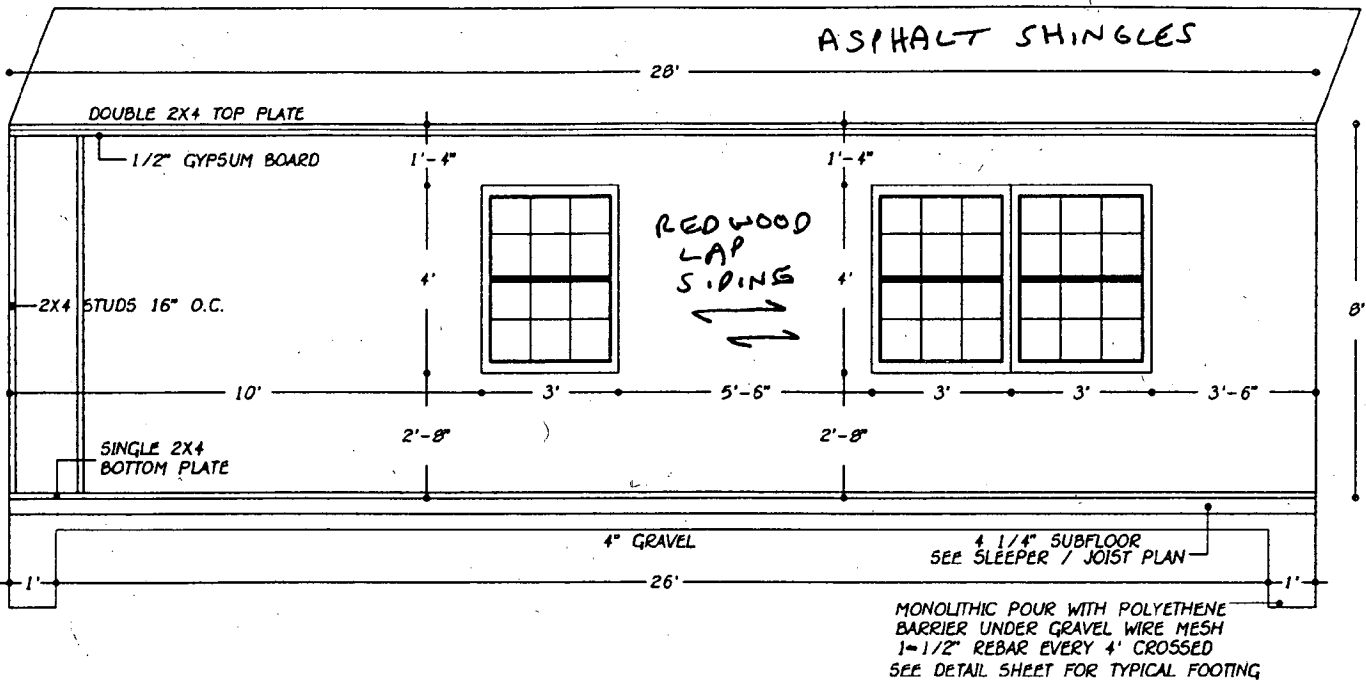 ASPHALT SHINGLES
28'
DOUBLE 2X4 TOP PLATE
1/2" GYPSUM BOARD
1'-4"
1'-4"
REDWOOD
LAP
SIDING
4'
4'
8'
2X4 STUDS 16" O.C.
10'
3'
5'-6"
3'
3'
3'-6"
2'-8"
2'-8"
SINGLE 2X4
BOTTOM PLATE
4" GRAVEL
4 1/4" SUBFLOOR
SEE SLEEPER / JOIST PLAN
1'
26'
1'
MONOLITHIC POUR WITH POLYETHENE
BARRIER UNDER GRAVEL WIRE MESH
1-1/2" REBAR EVERY 4' CROSSED
SEE DETAIL SHEET FOR TYPICAL FOOTING